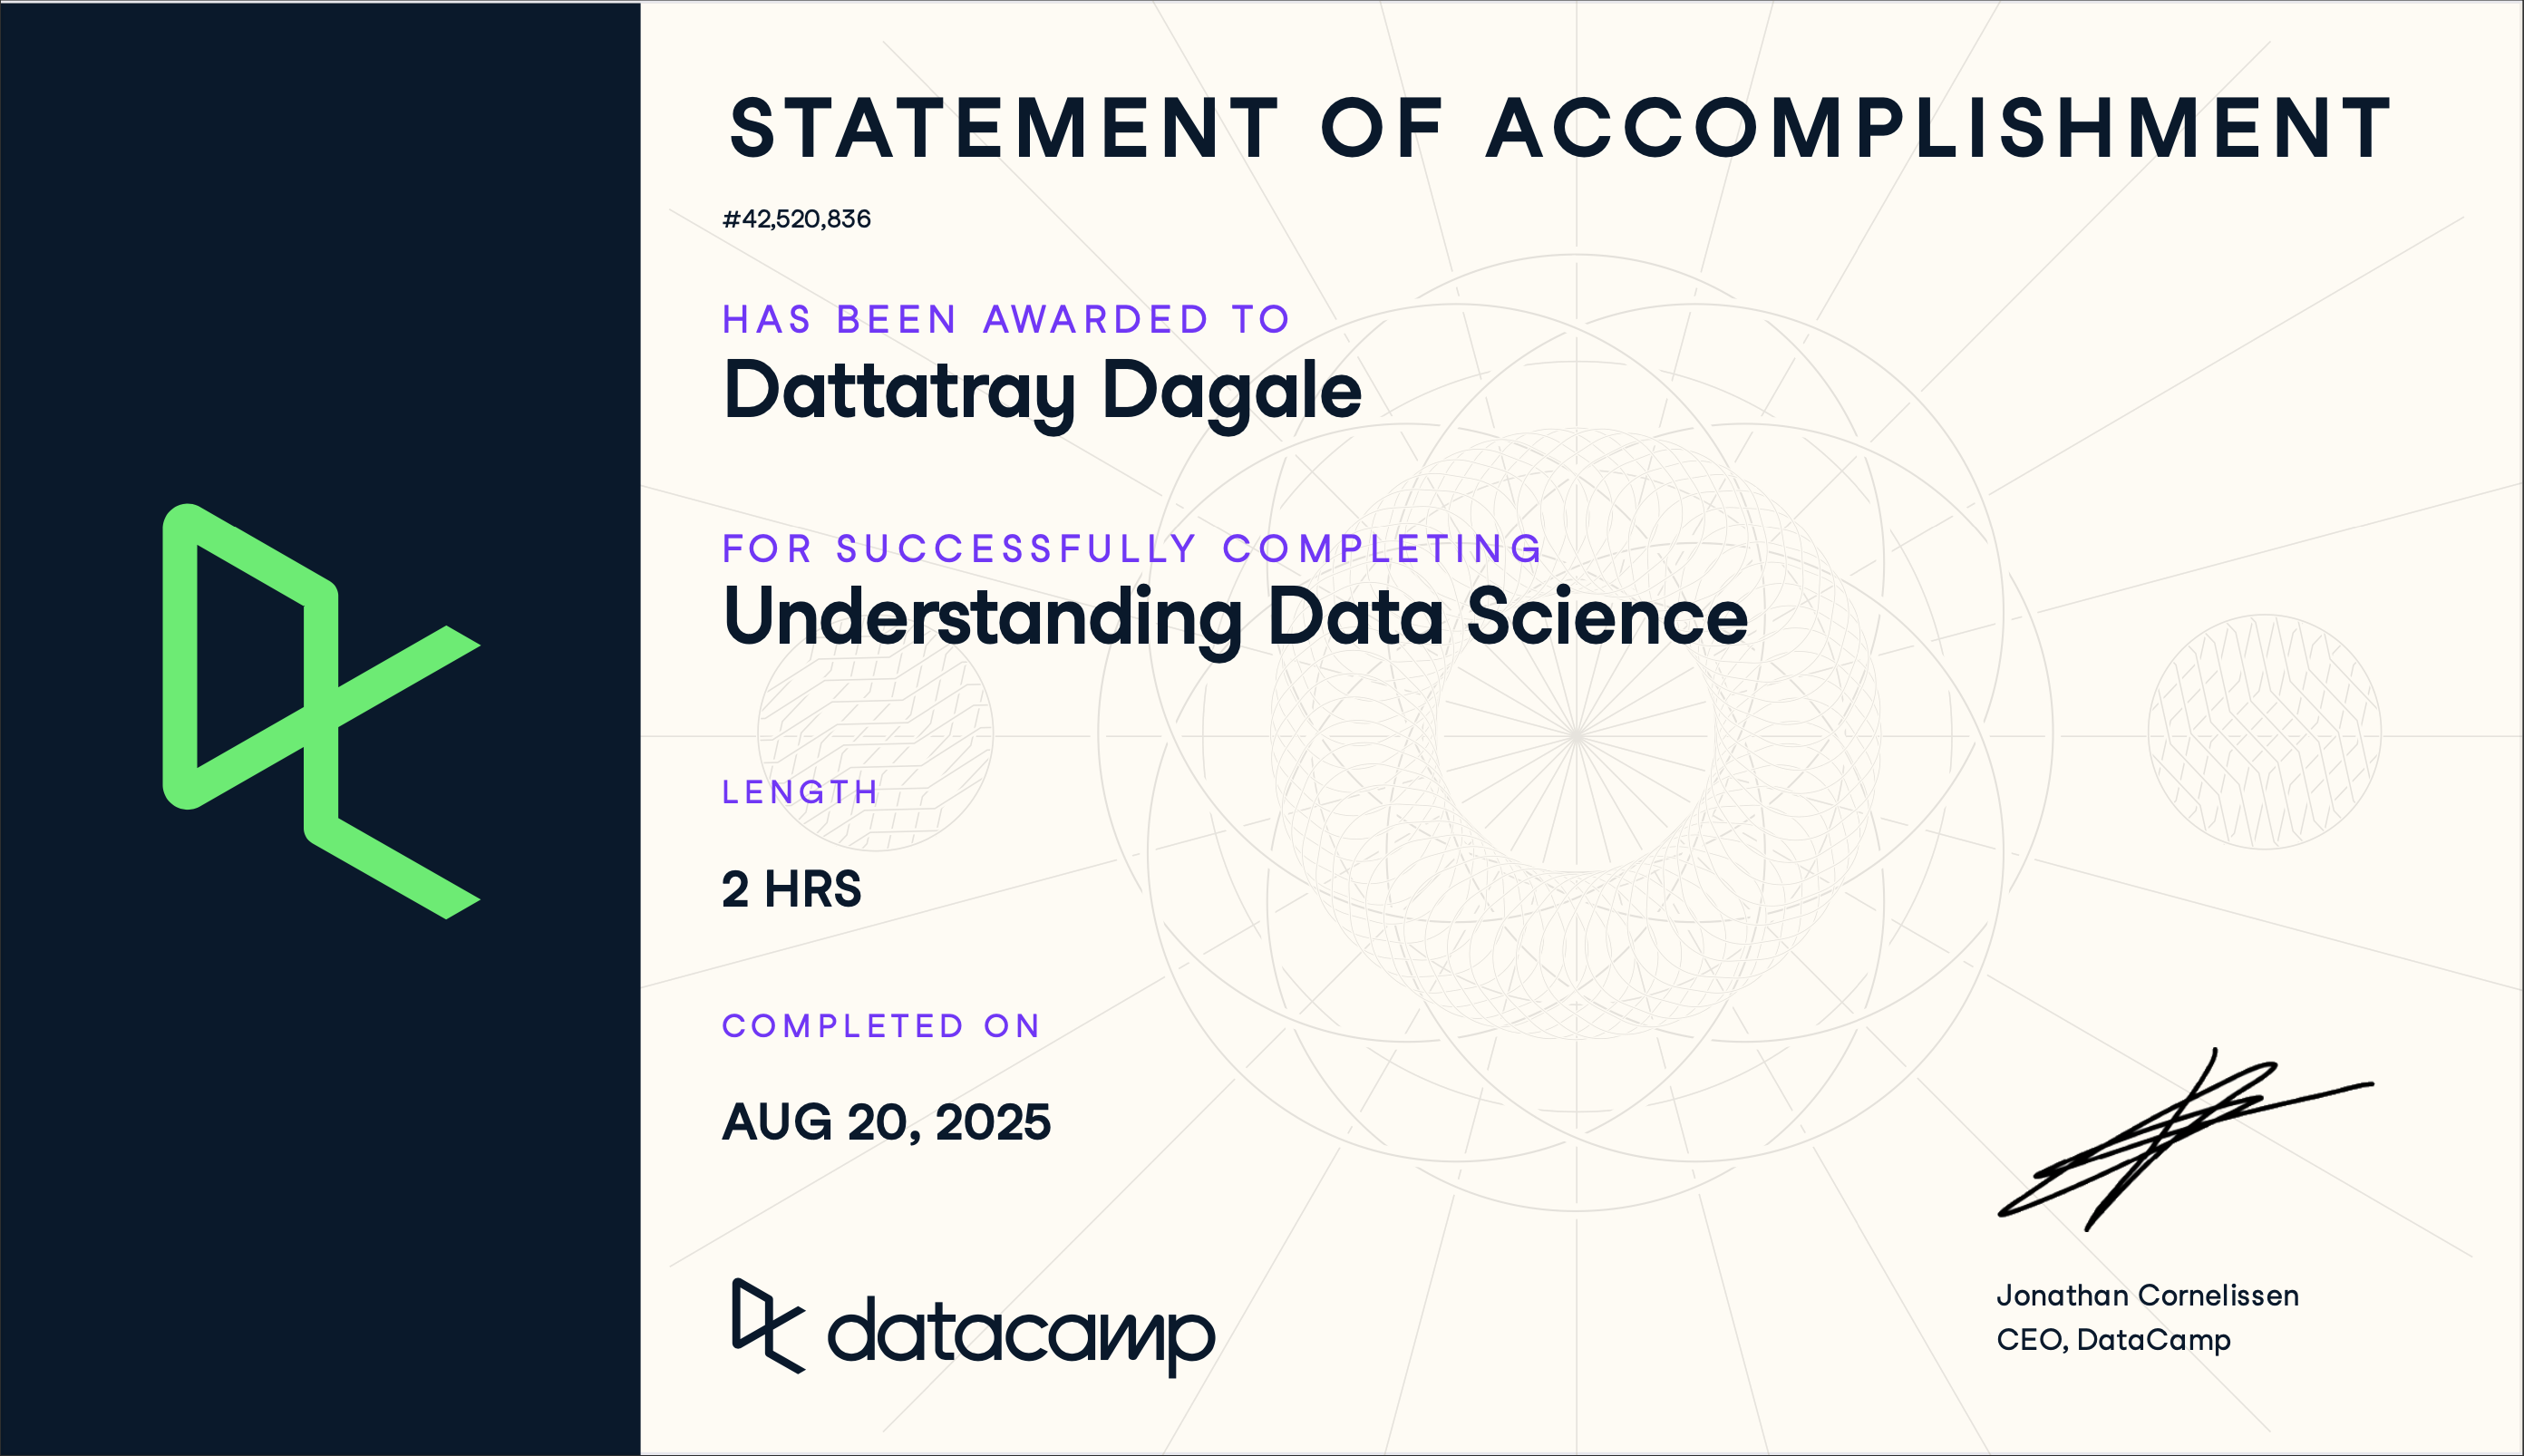 STATEMENT OF ACCOMPLISHMENT
#42,520,836
HAS BEEN AWARDED TO
Dattatray Dagale
FOR SUCCESSFULLY COMPLETING
Understanding Data Science
LENGTH
2 HRS
COMPLETED ON
AUG 20, 2025
datacamp
Jonathan Cornelissen
CEO, DataCamp